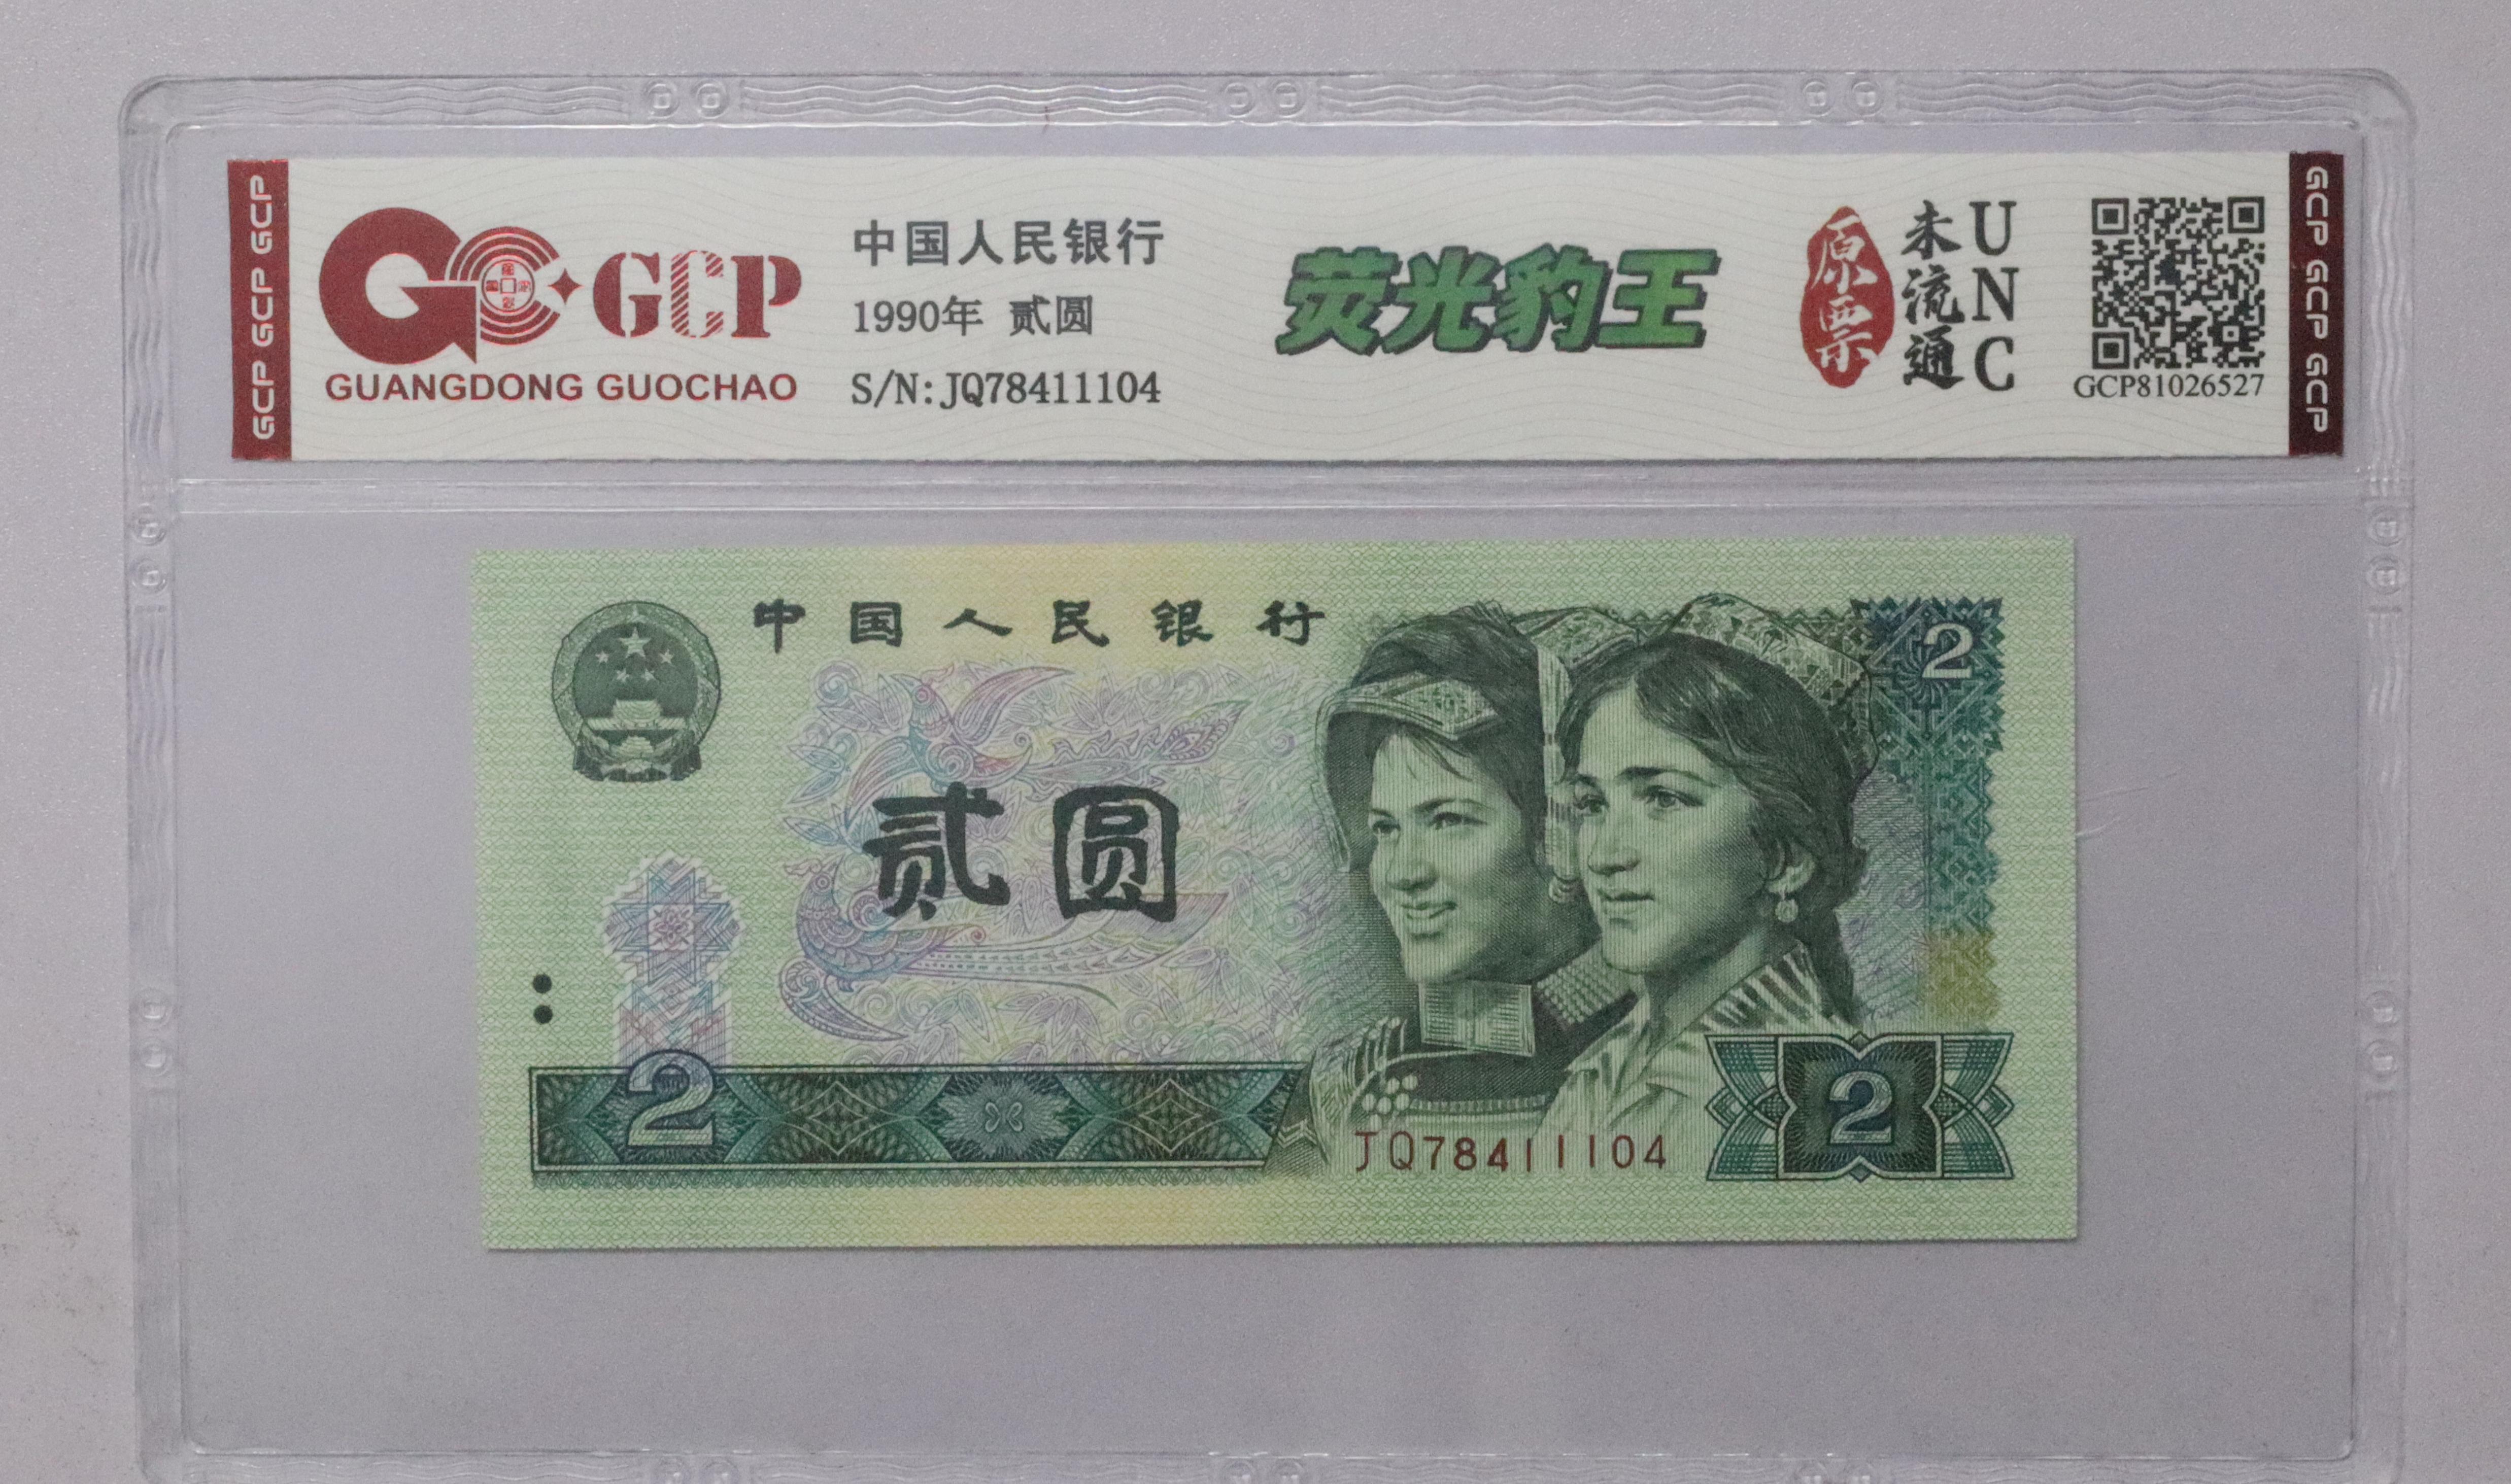 GCP GCP GCP
GCP
GUANGDONG GUOCHAO
中国人民银行
1990年 贰圆
S/N:JQ78411104
荧光豹王
原票
未流通
UNC
GCP81026527
GCP GCP GCP
中国人民银行
2
贰圆
2
JQ78411104
2